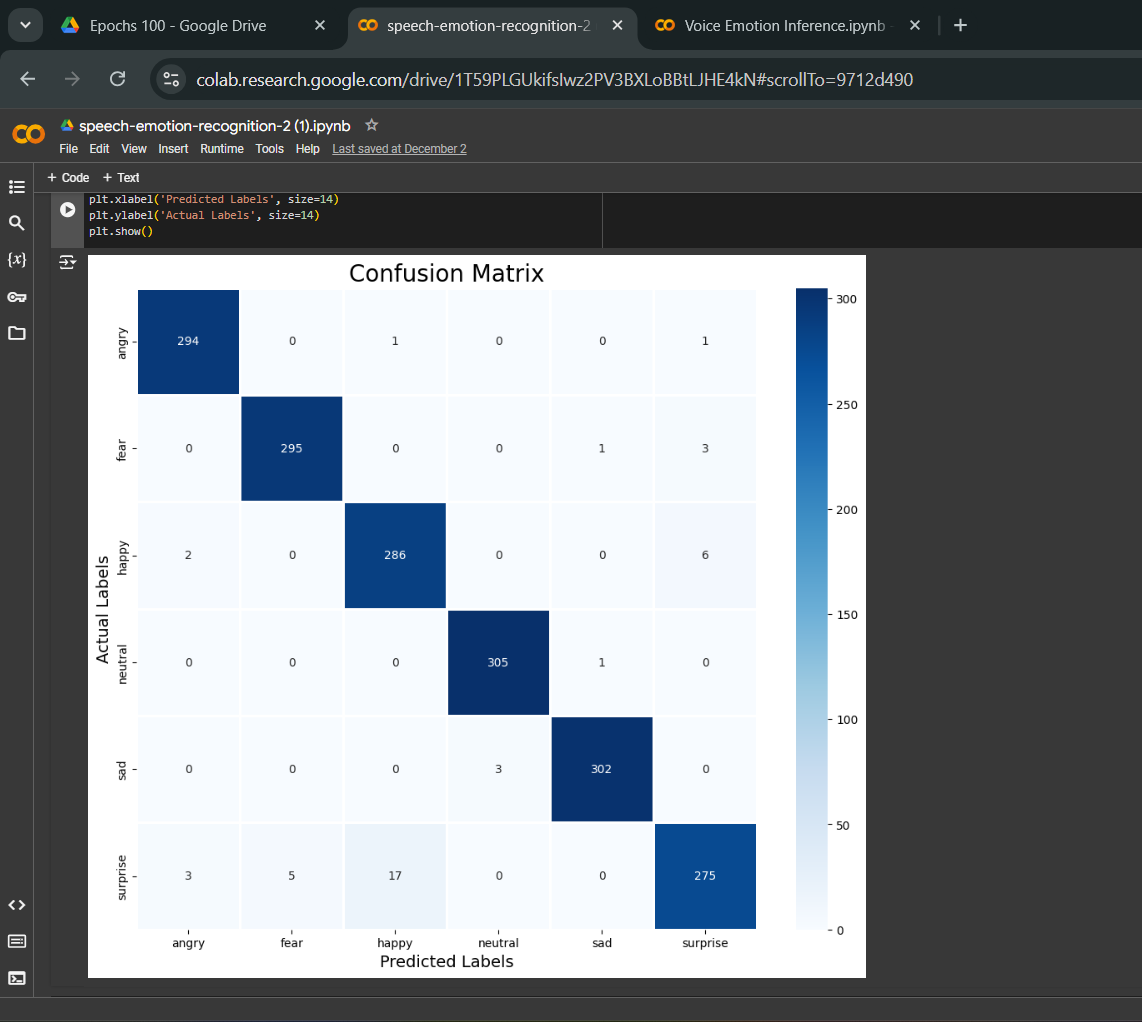 Epochs 100 - Google Drive
speech-emotion-recognition-2
Voice Emotion Inference.ipynb
colab.research.google.com/drive/1T59PLGUkifsIwz2PV3BXLoBBtLJHE4kN#scrollTo=9712d490
speech-emotion-recognition-2 (1).ipynb
File Edit View Insert Runtime Tools Help Last saved at December 2
+ Code + Text
plt.xlabel('Predicted Labels', size=14)
plt.ylabel('Actual Labels', size=14)
plt.show()
{x}
Confusion Matrix
angry 294 0 1 0 0 1
fear 0 295 0 0 1 3
happy 2 0 286 0 0 6
neutral 0 0 0 305 1 0
sad 0 0 0 3 302 0
surprise 3 5 17 0 0 275
Actual Labels
angry fear happy neutral sad surprise
Predicted Labels
300
250
200
150
100
50
0